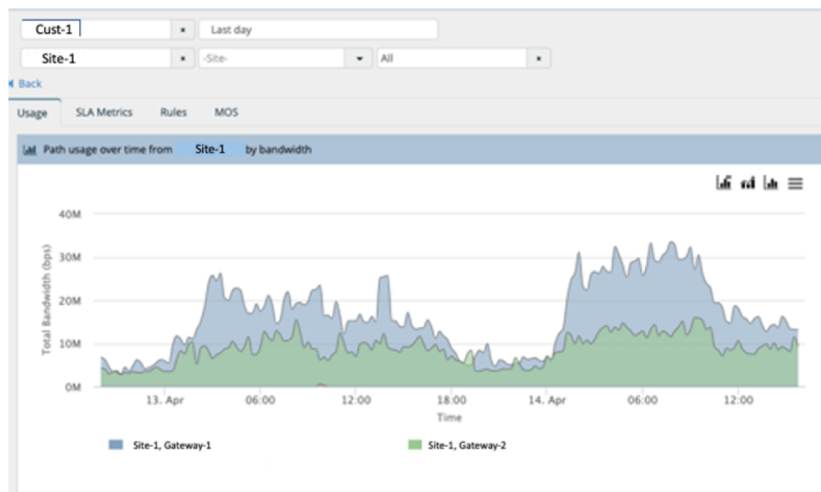 Cust-1 × Last day
Site-1 × -Site- All ×
Back
Usage SLA Metrics Rules MOS
Path usage over time from Site-1 by bandwidth
40M
30M
20M
10M
0M
Total Bandwidth (bps)
13. Apr 06:00 12:00 18:00 14. Apr 06:00 12:00
Time
Site-1, Gateway-1 Site-1, Gateway-2